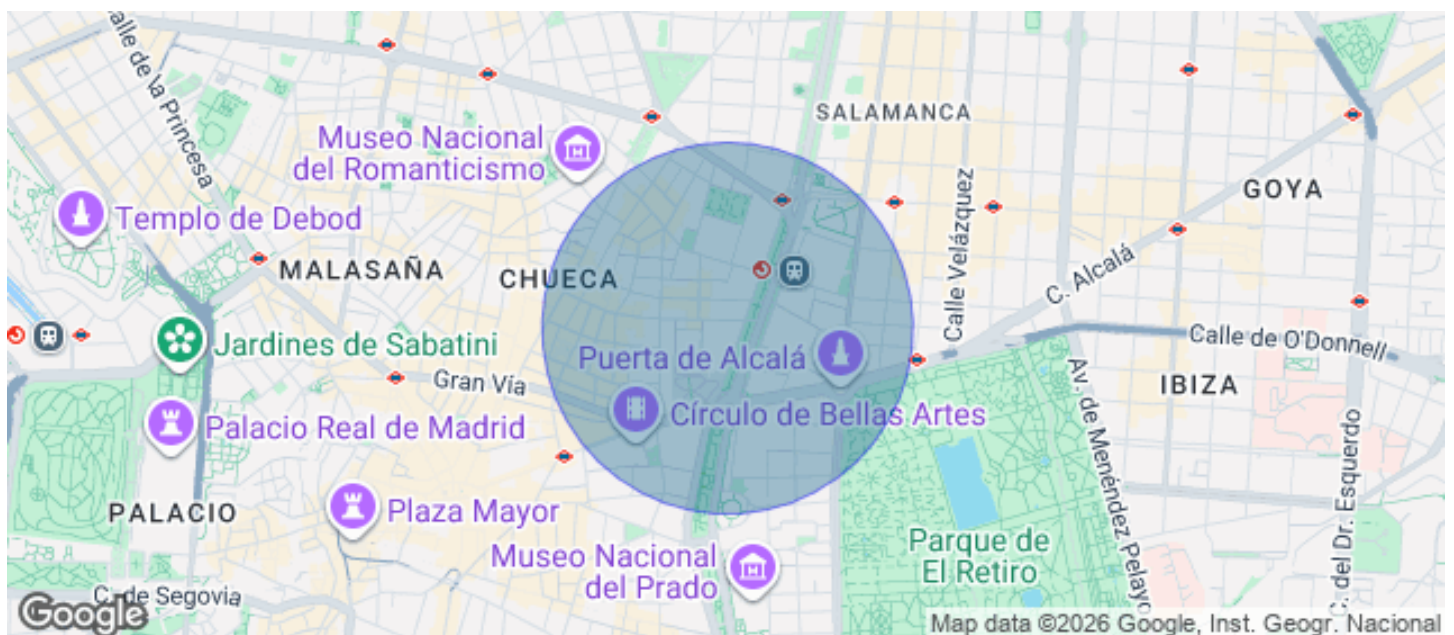 Calle de la Princesa
SALAMANCA
Museo Nacional
del Romanticismo
Calle Velázquez
GOYA
Templo de Debod
MALASAÑA
CHUECA
C. Alcalá
Jardines de Sabatini
Puerta de Alcalá
Calle de O'Donnell
Gran Vía
IBIZA
Palacio Real de Madrid
Círculo de Bellas Artes
Av. de Menéndez Pelayo
C. del Dr. Esquerdo
PALACIO
Plaza Mayor
Museo Nacional
del Prado
Parque de
El Retiro
C. de Segovia
Google
Map data ©2026 Google, Inst. Geogr. Nacional